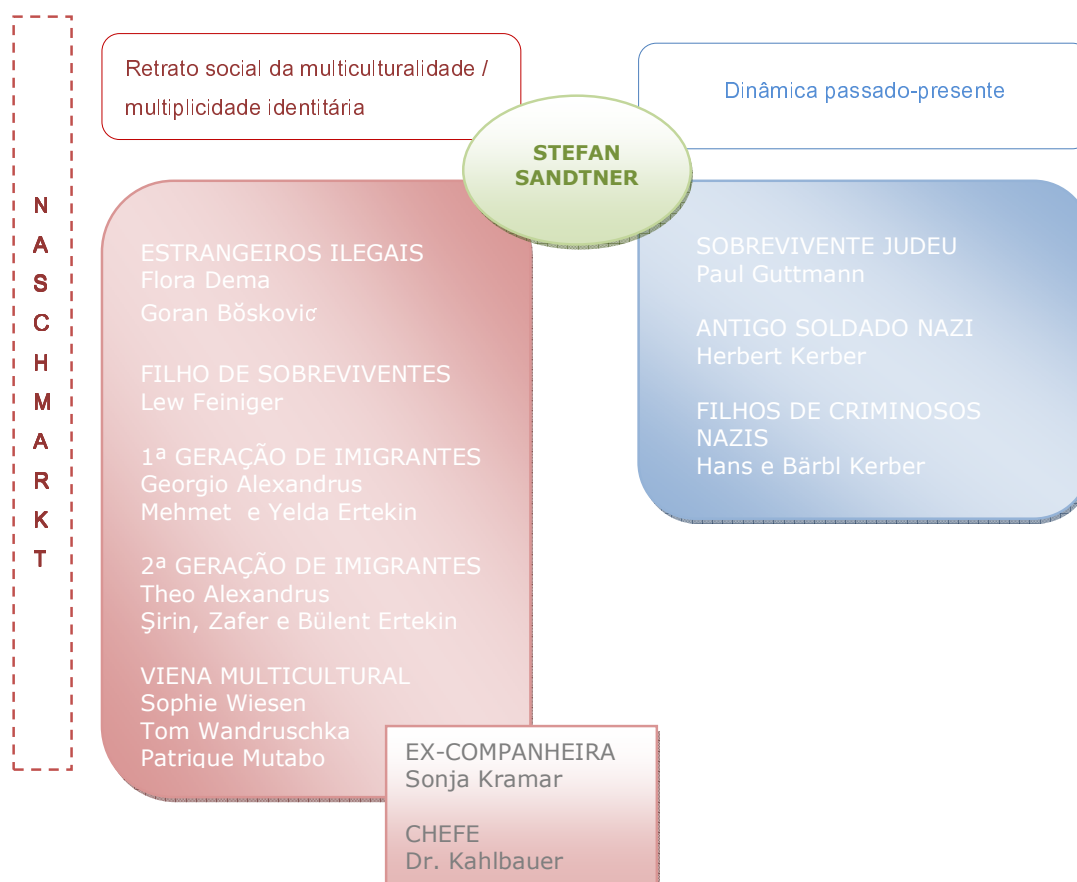 N
A
S
C
H
M
A
R
K
T
Retrato social da multiculturalidade /
multiplicidade identitária
Dinâmica passado-presente
STEFAN
SANDTNER
ESTRANGEIROS ILEGAIS
Flora Dema
Goran Bŏsković
FILHO DE SOBREVIVENTES
Lew Feiniger
1ª GERAÇÃO DE IMIGRANTES
Georgio Alexandrus
Mehmet e Yelda Ertekin
2ª GERAÇÃO DE IMIGRANTES
Theo Alexandrus
Şirin, Zafer e Bülent Ertekin
VIENA MULTICULTURAL
Sophie Wiesen
Tom Wandruschka
Patrique Mutabo
SOBREVIVENTE JUDEU
Paul Guttmann
ANTIGO SOLDADO NAZI
Herbert Kerber
FILHOS DE CRIMINOSOS
NAZIS
Hans e Bärbl Kerber
EX-COMPANHEIRA
Sonja Kramar
CHEFE
Dr. Kahlbauer